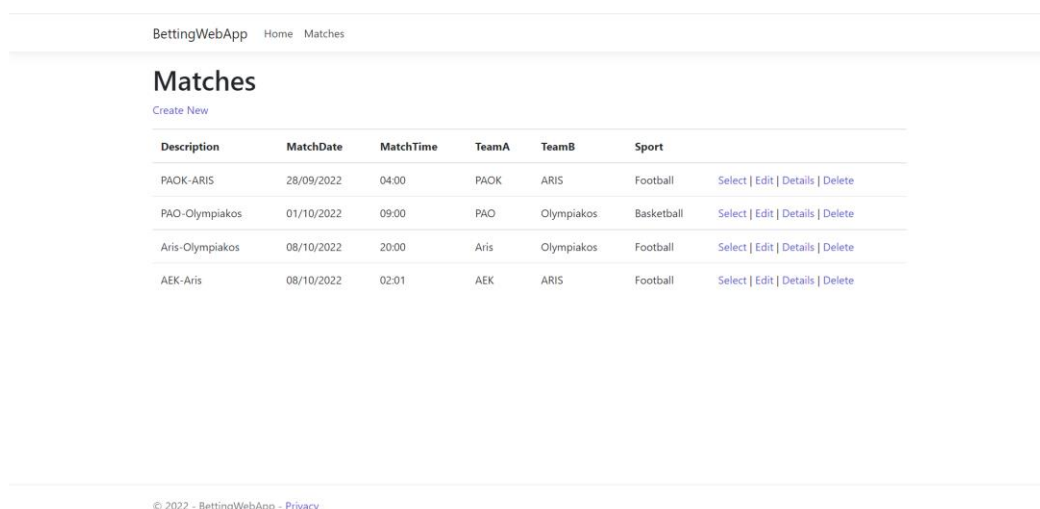 BettingWebApp Home Matches
Matches
Create New
Description MatchDate MatchTime TeamA TeamB Sport
PAOK-ARIS 28/09/2022 04:00 PAOK ARIS Football Select | Edit | Details | Delete
PAO-Olympiakos 01/10/2022 09:00 PAO Olympiakos Basketball Select | Edit | Details | Delete
Aris-Olympiakos 08/10/2022 20:00 Aris Olympiakos Football Select | Edit | Details | Delete
AEK-Aris 08/10/2022 02:01 AEK ARIS Football Select | Edit | Details | Delete
© 2022 - BettingWebApp - Privacy